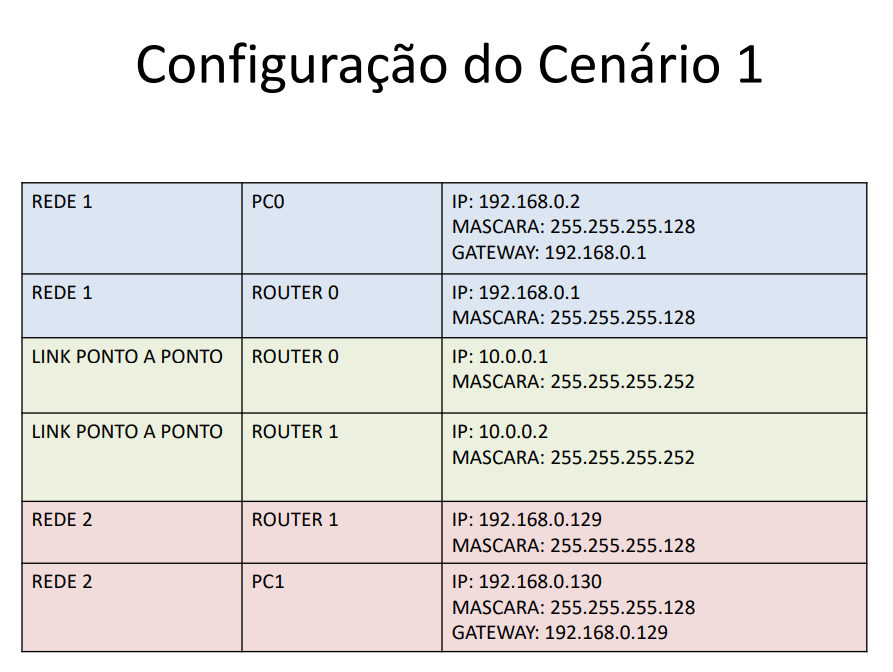 Configuração do Cenário 1
REDE 1
PC0
IP: 192.168.0.2
MASCARA: 255.255.255.128
GATEWAY: 192.168.0.1
REDE 1
ROUTER 0
IP: 192.168.0.1
MASCARA: 255.255.255.128
LINK PONTO A PONTO
ROUTER 0
IP: 10.0.0.1
MASCARA: 255.255.255.252
LINK PONTO A PONTO
ROUTER 1
IP: 10.0.0.2
MASCARA: 255.255.255.252
REDE 2
ROUTER 1
IP: 192.168.0.129
MASCARA: 255.255.255.128
REDE 2
PC1
IP: 192.168.0.130
MASCARA: 255.255.255.128
GATEWAY: 192.168.0.129